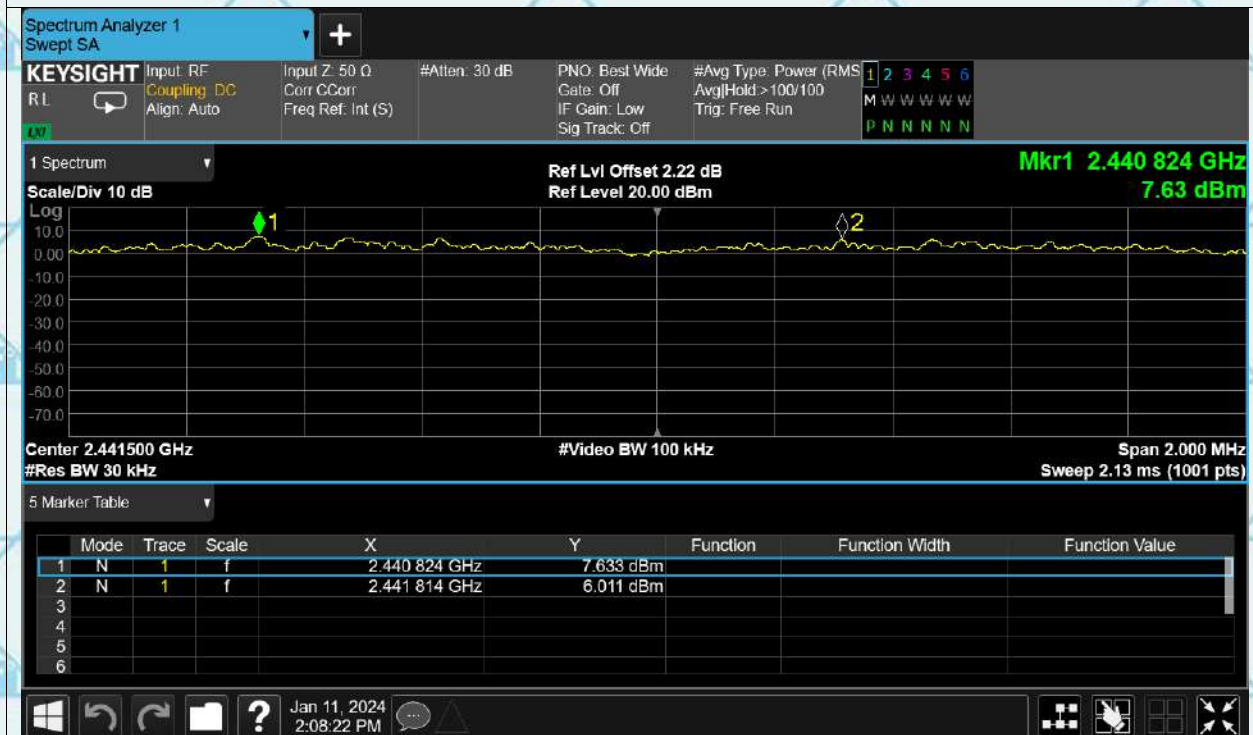 Spectrum Analyzer 1
Swept SA
+
KEYSIGHT Input: RF Input Z: 50 Ω #Atten: 30 dB PNO: Best Wide #Avg Type: Power (RMS 1 2 3 4 5 6
RL Coupling: DC Corr CCorr Gate: Off Avg|Hold:>100/100 M W W W W W
Align: Auto Freq Ref: Int (S) IF Gain: Low Trig: Free Run
LXI Sig Track: Off P N N N N N
1 Spectrum Ref Lvl Offset 2.22 dB Mkr1 2.440 824 GHz
Scale/Div 10 dB Ref Level 20.00 dBm 7.63 dBm
Log
1 2
10.0
0.00
-10.0
-20.0
-30.0
-40.0
-50.0
-60.0
-70.0
Center 2.441500 GHz #Video BW 100 kHz Span 2.000 MHz
#Res BW 30 kHz Sweep 2.13 ms (1001 pts)
5 Marker Table
Mode Trace Scale X Y Function Function Width Function Value
1 N 1 f 2.440 824 GHz 7.633 dBm
2 N 1 f 2.441 814 GHz 6.011 dBm
3
4
5
6
? Jan 11, 2024
2:08:22 PM